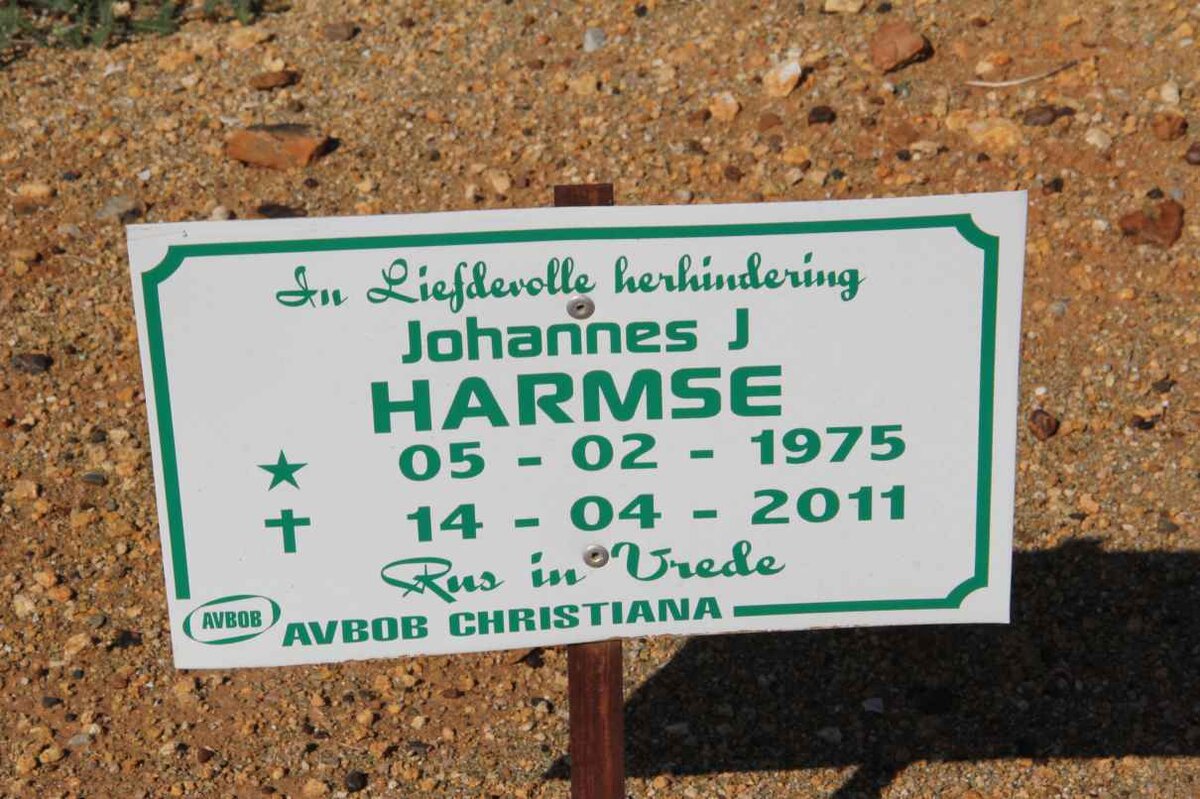 In Liefdevolle herhindering
Johannes J
HARMSE
05 - 02 - 1975
14 - 04 - 2011
Rus in Vrede
AVBOB AVBOB CHRISTIANA